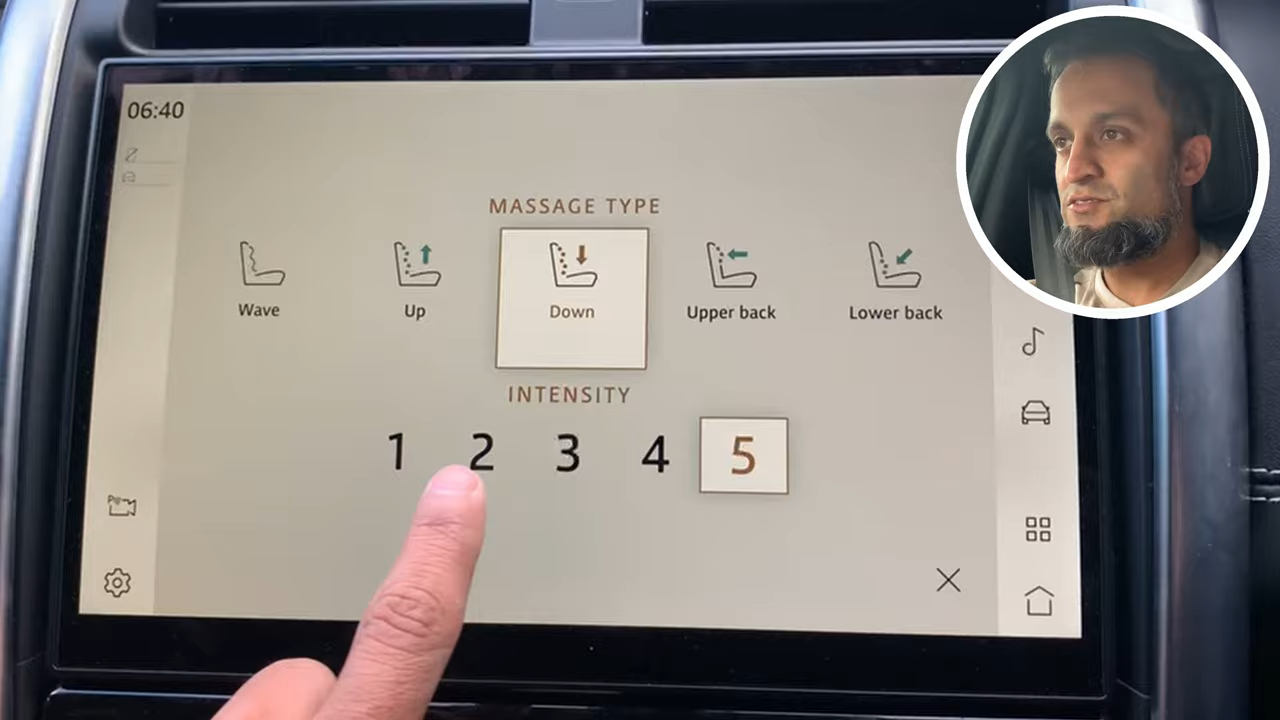 06:40
MASSAGE TYPE
Wave Up Down Upper back Lower back
INTENSITY
1 2 3 4 5